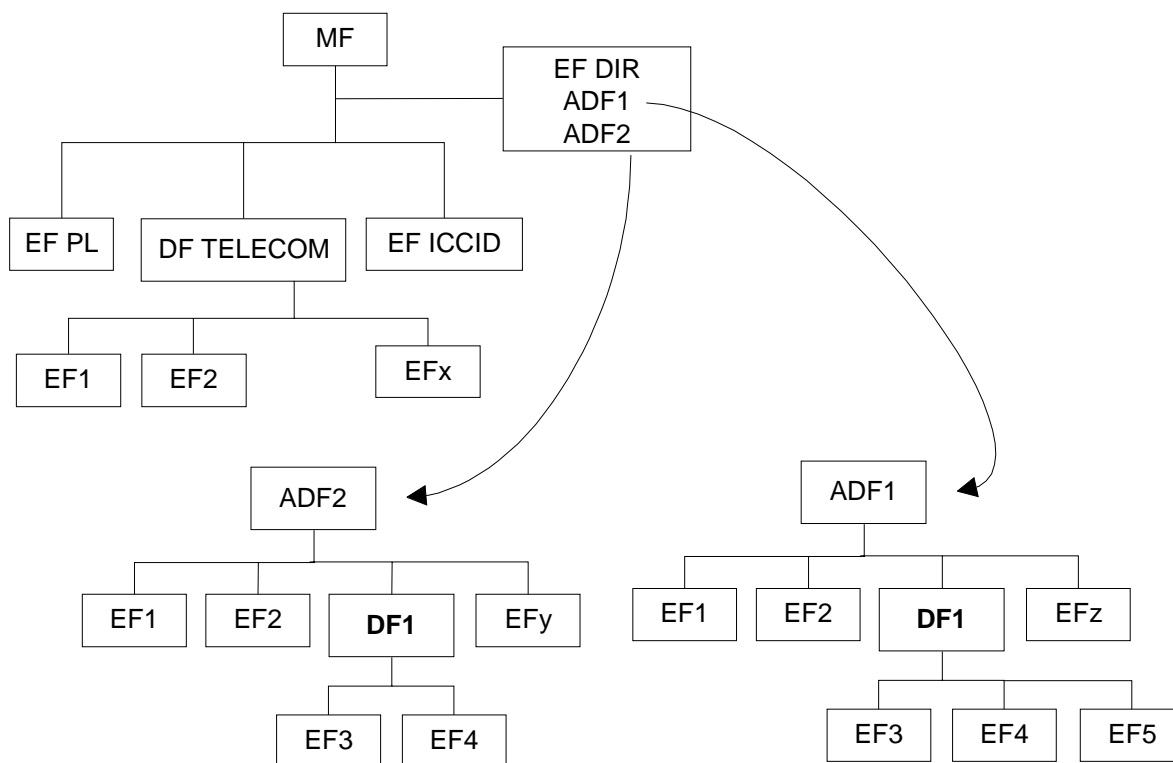 MF
EF DIR
ADF1
ADF2
EF PL
DF TELECOM
EF ICCID
EF1
EF2
EFx
ADF2
ADF1
EF1
EF2
DF1
EFy
EF1
EF2
DF1
EFz
EF3
EF4
EF3
EF4
EF5